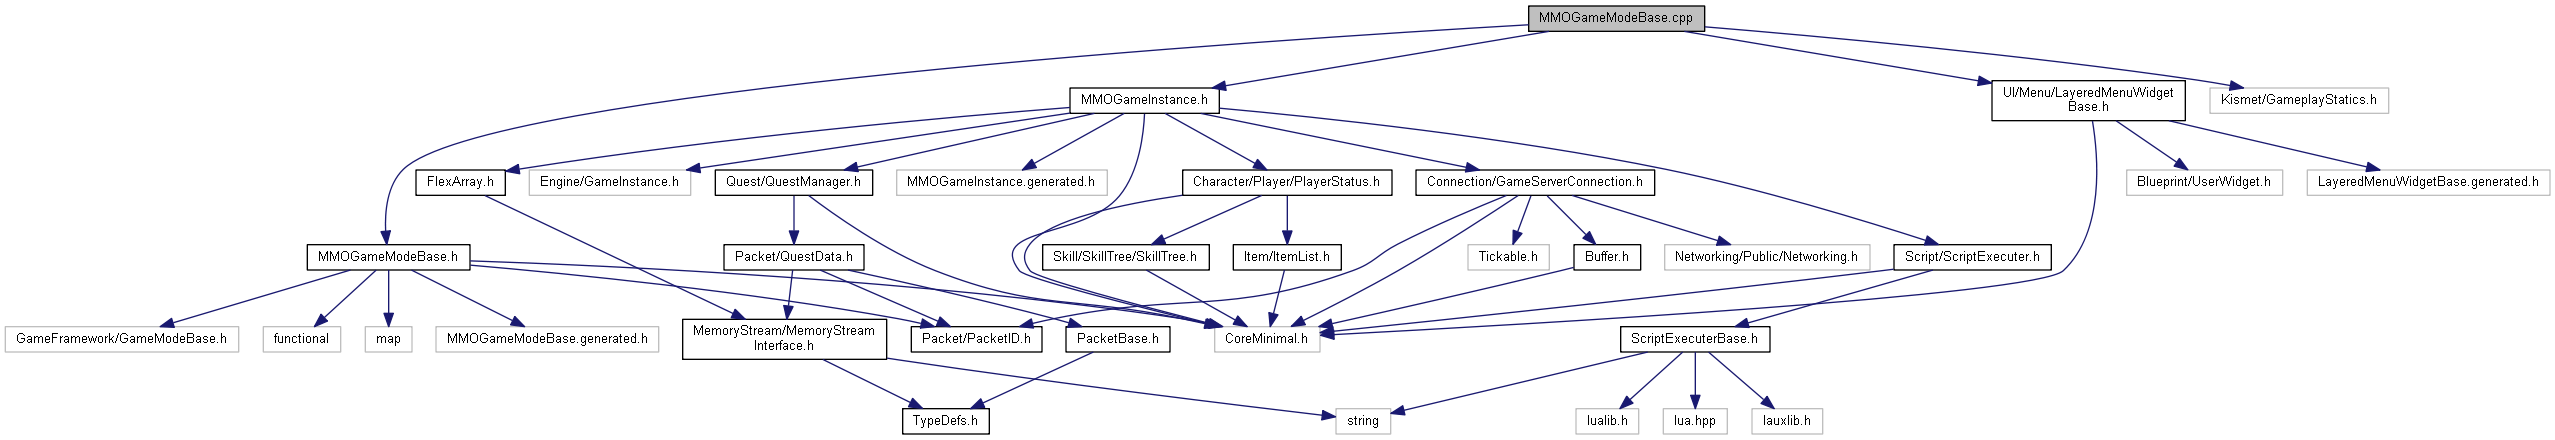 MMOGameModeBase.cpp
MMOGameInstance.h
UI/Menu/LayeredMenuWidget
Base.h
Kismet/GameplayStatics.h
FlexArray.h
Engine/GameInstance.h
Quest/QuestManager.h
MMOGameInstance.generated.h
Character/Player/PlayerStatus.h
Connection/GameServerConnection.h
Blueprint/UserWidget.h
LayeredMenuWidgetBase.generated.h
MMOGameModeBase.h
Packet/QuestData.h
Skill/SkillTree/SkillTree.h
Item/ItemList.h
Tickable.h
Buffer.h
Networking/Public/Networking.h
Script/ScriptExecuter.h
GameFramework/GameModeBase.h
functional
map
MMOGameModeBase.generated.h
MemoryStream/MemoryStream
Interface.h
Packet/PacketID.h
PacketBase.h
CoreMinimal.h
ScriptExecuterBase.h
TypeDefs.h
string
lualib.h
lua.hpp
lauxlib.h